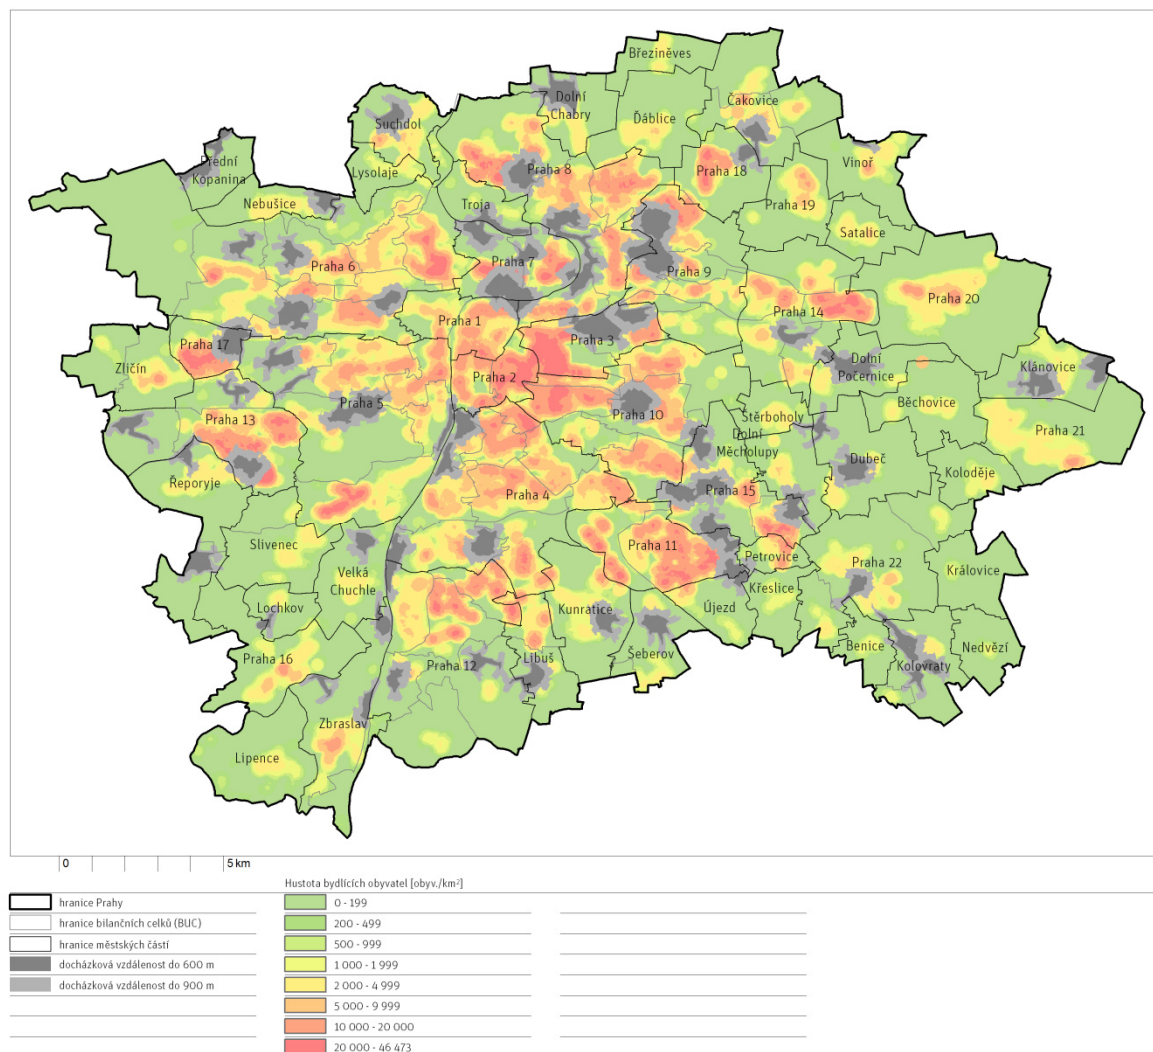 Březiněves
Dolní
Chabry
Čakovice
Ďáblice
Suchdol
Přední
Kopanina
Lysolaje
Praha 8
Praha 18
Vinoř
Nebušice
Troja
Praha 19
Satalice
Praha 6
Praha 7
Praha 9
Praha 20
Praha 1
Praha 14
Praha 3
Praha 17
Zličín
Dolní
Počernice
Klánovice
Praha 2
Praha 5
Praha 10
Běchovice
Praha 13
Štěrboholy
Dolní
Měcholupy
Praha 21
Dubeč
Koloděje
Řeporyje
Praha 4
Praha 15
Slivenec
Praha 11
Petrovice
Praha 22
Královice
Velká
Chuchle
Křeslice
Lochkov
Kunratice
Újezd
Praha 16
Praha 12
Libuš
Šeberov
Benice
Nedvězí
Kolovraty
Zbraslav
Lipence
0 5 km
Hustota bydlících obyvatel [obyv./km²]
hranice Prahy 0 - 199
hranice bilančních celků (BUC) 200 - 499
hranice městských částí 500 - 999
docházková vzdálenost do 600 m 1 000 - 1 999
docházková vzdálenost do 900 m 2 000 - 4 999
5 000 - 9 999
10 000 - 20 000
20 000 - 46 473